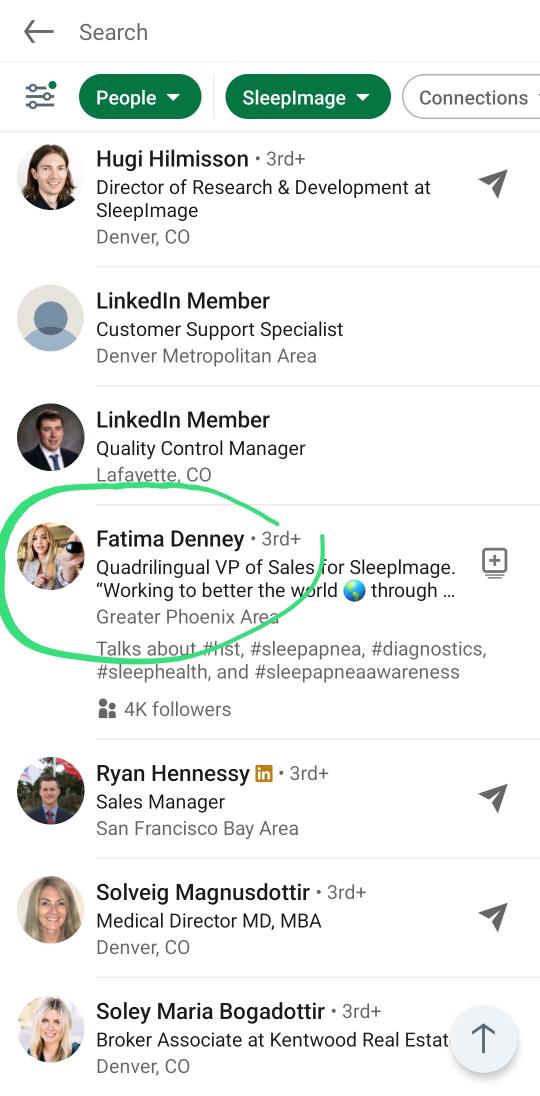 Search
People SleepImage Connections
Hugi Hilmisson • 3rd+
Director of Research & Development at
SleepImage
Denver, CO
LinkedIn Member
Customer Support Specialist
Denver Metropolitan Area
LinkedIn Member
Quality Control Manager
Lafayette, CO
Fatima Denney • 3rd+
Quadrilingual VP of Sales for SleepImage.
“Working to better the world 🌎 through ...
Greater Phoenix Area
Talks about #hst, #sleepapnea, #diagnostics,
#sleephealth, and #sleepapneaawareness
4K followers
Ryan Hennessy in • 3rd+
Sales Manager
San Francisco Bay Area
Solveig Magnusdottir • 3rd+
Medical Director MD, MBA
Denver, CO
Soley Maria Bogadottir • 3rd+
Broker Associate at Kentwood Real Estat
Denver, CO